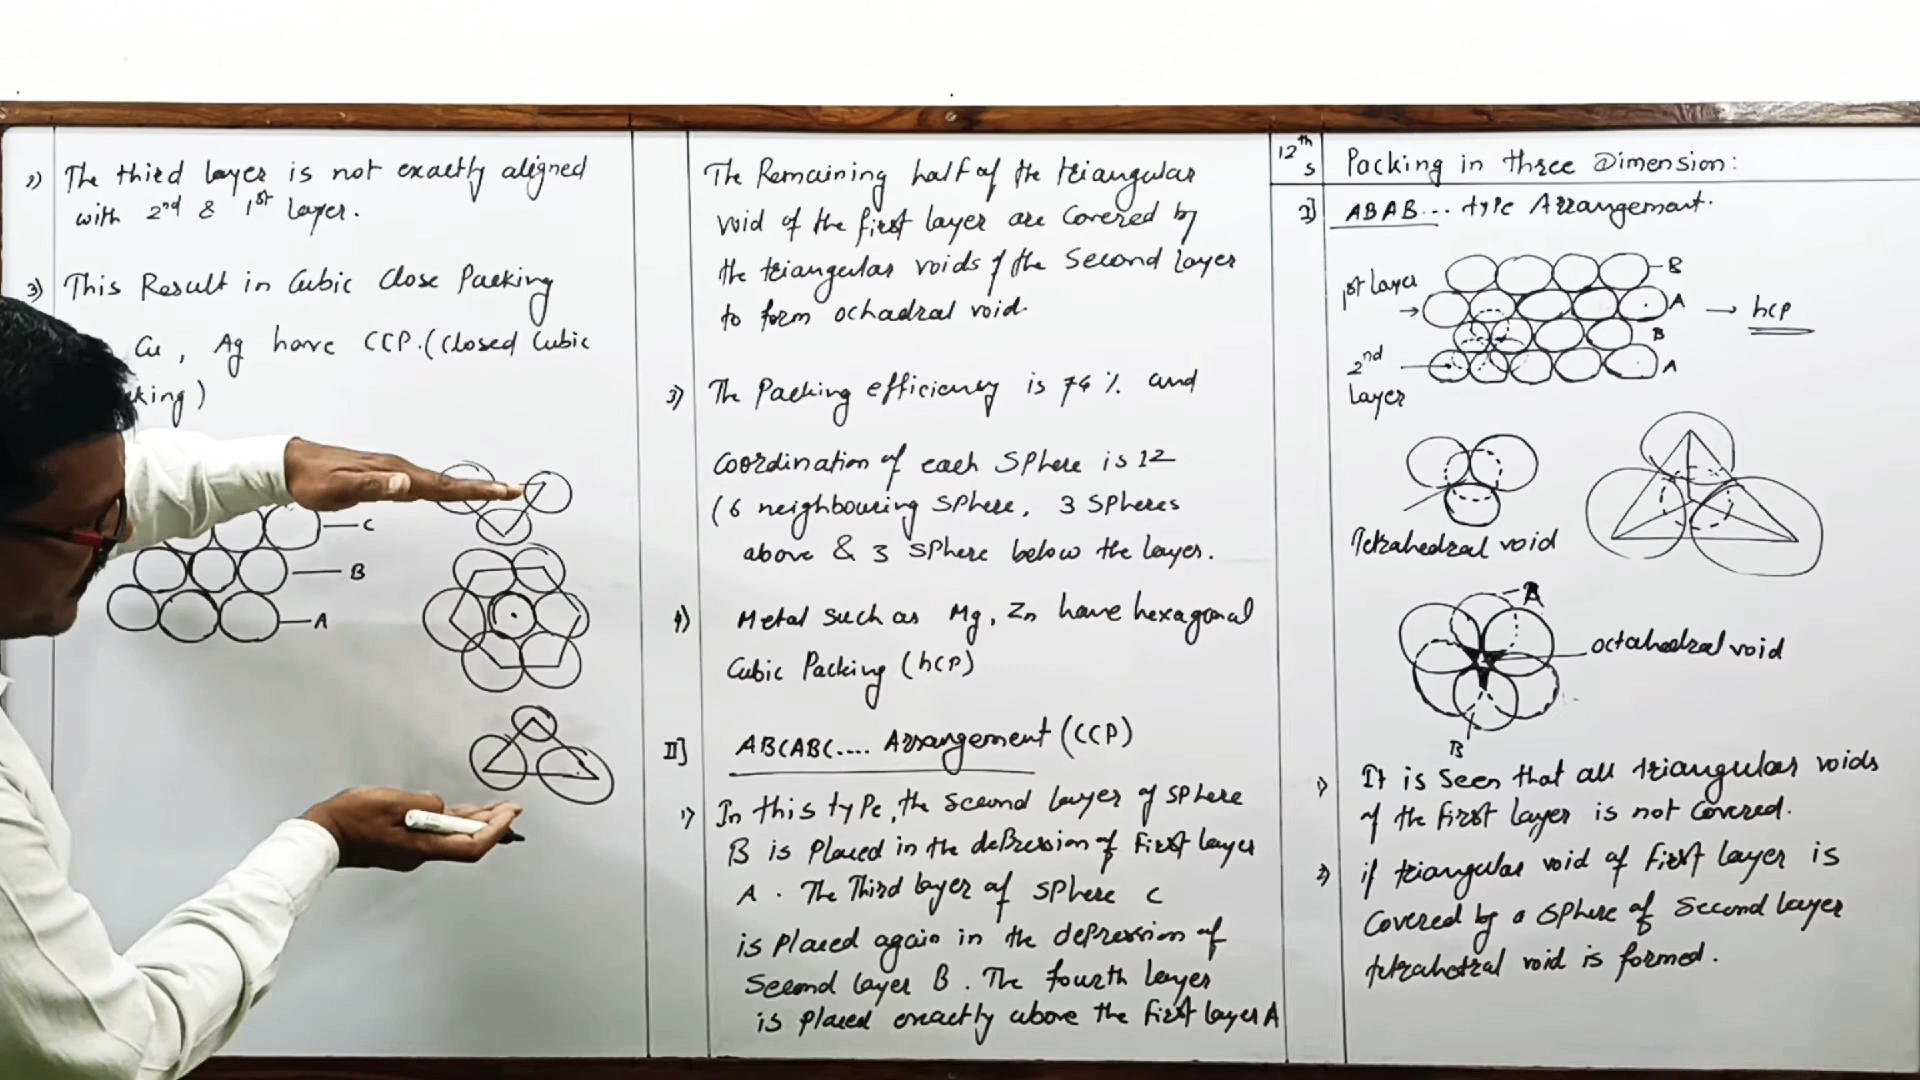 2) The third layer is not exactly aligned
with 2nd & 1st layer.
3) This Result in Cubic Close Packing
Cu, Ag have CCP. (Closed Cubic
king)
C
B
A
The Remaining half of the triangular
void of the first layer are Covered by
the triangular voids of the Second layer
to form ochadral void.
3) The Packing efficiency is 74 % and
Coordination of each Sphere is 12
(6 neighbouring Sphere, 3 Spheres
above & 3 Sphere below the layer.
4) Metal such as Mg, Zn have hexagonal
Cubic Packing (hcp)
II] ABCABC.... Arrangement (CCP)
1) In this type, the second layer of sphere
B is Placed in the depression of First layer
A. The Third layer of sphere C
is placed again in the depression of
Second layer B. The fourth layer
is placed exactly above the first layer A
12th
S
Packing in three Dimension:
I] ABAB... type Arrangement.
1st layer
B
A
B
A
hcp
2nd
layer
Tetrahedral void
B
octahedral void
B
1) It is seen that all triangular voids
of the first layer is not covered.
2) if triangular void of first layer is
Covered by a Sphere of Second layer
tetrahetral void is formed.